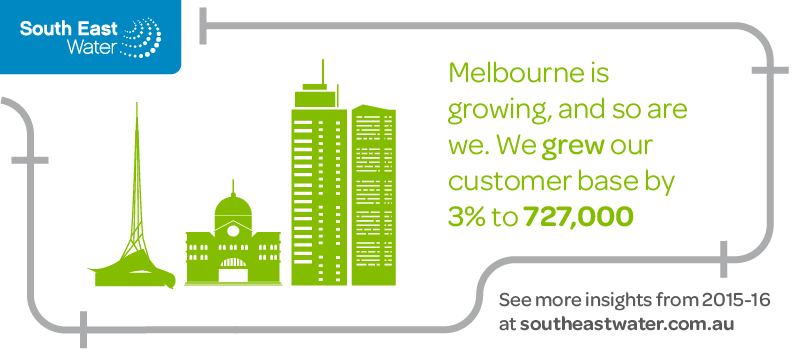 South East
Water
Melbourne is
growing, and so are
we. We grew our
customer base by
3% to 727,000
See more insights from 2015-16
at southeastwater.com.au